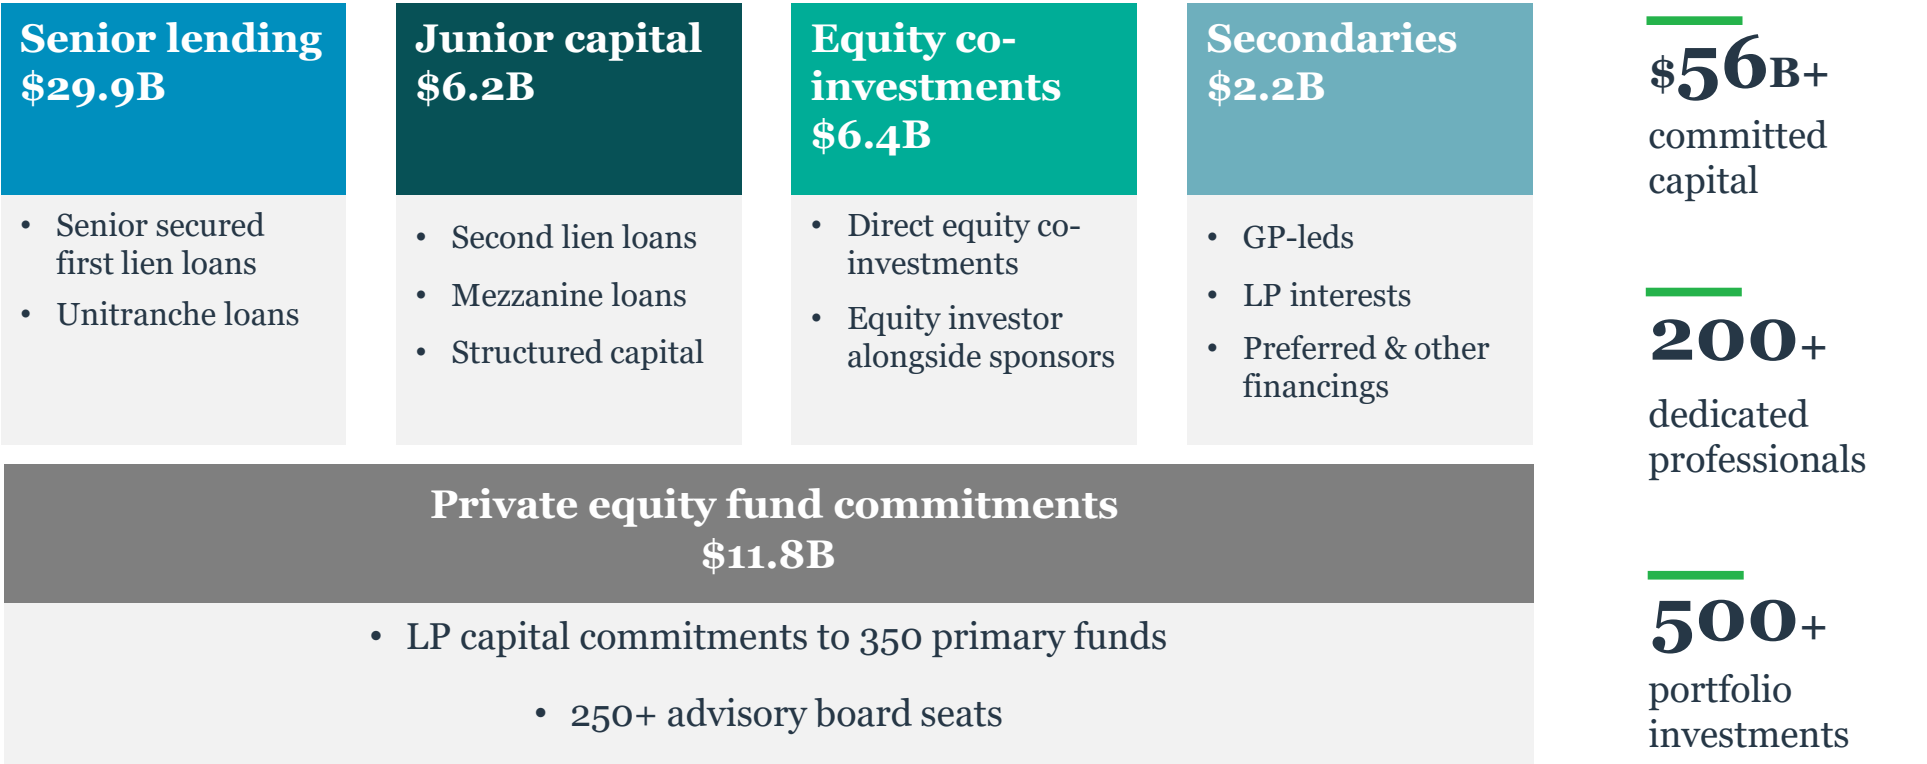 Senior lending
$29.9B
• Senior secured
first lien loans
• Unitranche loans
Junior capital
$6.2B
• Second lien loans
• Mezzanine loans
• Structured capital
Equity co-
investments
$6.4B
• Direct equity co-
investments
• Equity investor
alongside sponsors
Secondaries
$2.2B
• GP-leds
• LP interests
• Preferred & other
financings
Private equity fund commitments
$11.8B
• LP capital commitments to 350 primary funds
• 250+ advisory board seats
$56B+
committed
capital
200+
dedicated
professionals
500+
portfolio
investments